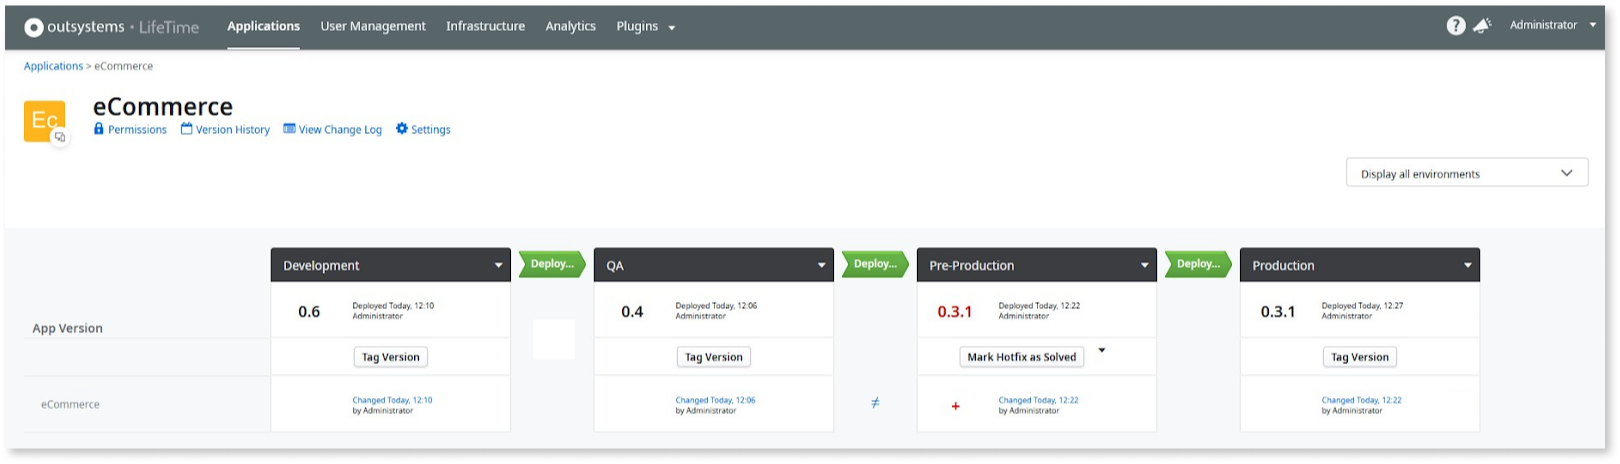 outsystems · LifeTime Applications User Management Infrastructure Analytics Plugins ? Administrator
Applications > eCommerce
Ec
eCommerce
Permissions Version History View Change Log Settings
Display all environments
Development Deploy... QA Deploy... Pre-Production Deploy... Production
App Version
0.6 Deployed Today, 12:10
Administrator
0.4 Deployed Today, 12:06
Administrator
0.3.1 Deployed Today, 12:22
Administrator
0.3.1 Deployed Today, 12:27
Administrator
Tag Version Tag Version Mark Hotfix as Solved Tag Version
eCommerce
Changed Today, 12:10
by Administrator
Changed Today, 12:06
by Administrator
≠
+
Changed Today, 12:22
by Administrator
Changed Today, 12:22
by Administrator